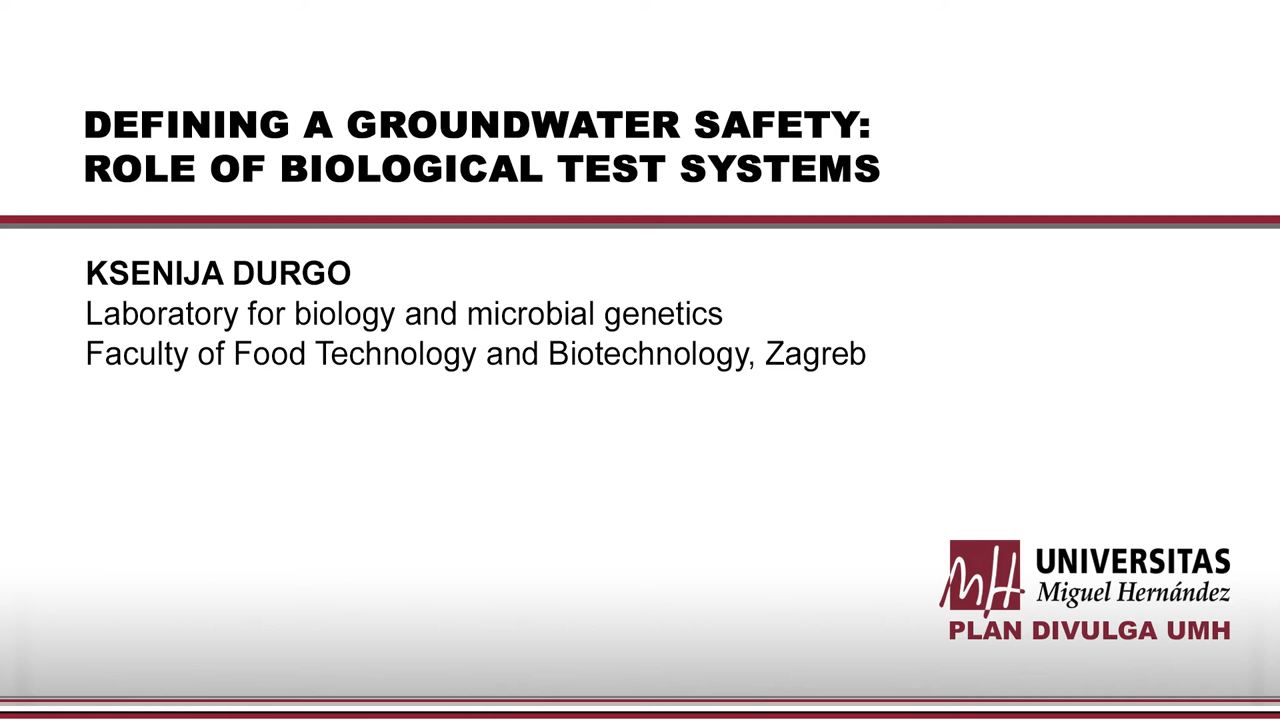 DEFINING A GROUNDWATER SAFETY:
ROLE OF BIOLOGICAL TEST SYSTEMS
KSENIJA DURGO
Laboratory for biology and microbial genetics
Faculty of Food Technology and Biotechnology, Zagreb
MH
UNIVERSITAS
Miguel Hernández
PLAN DIVULGA UMH